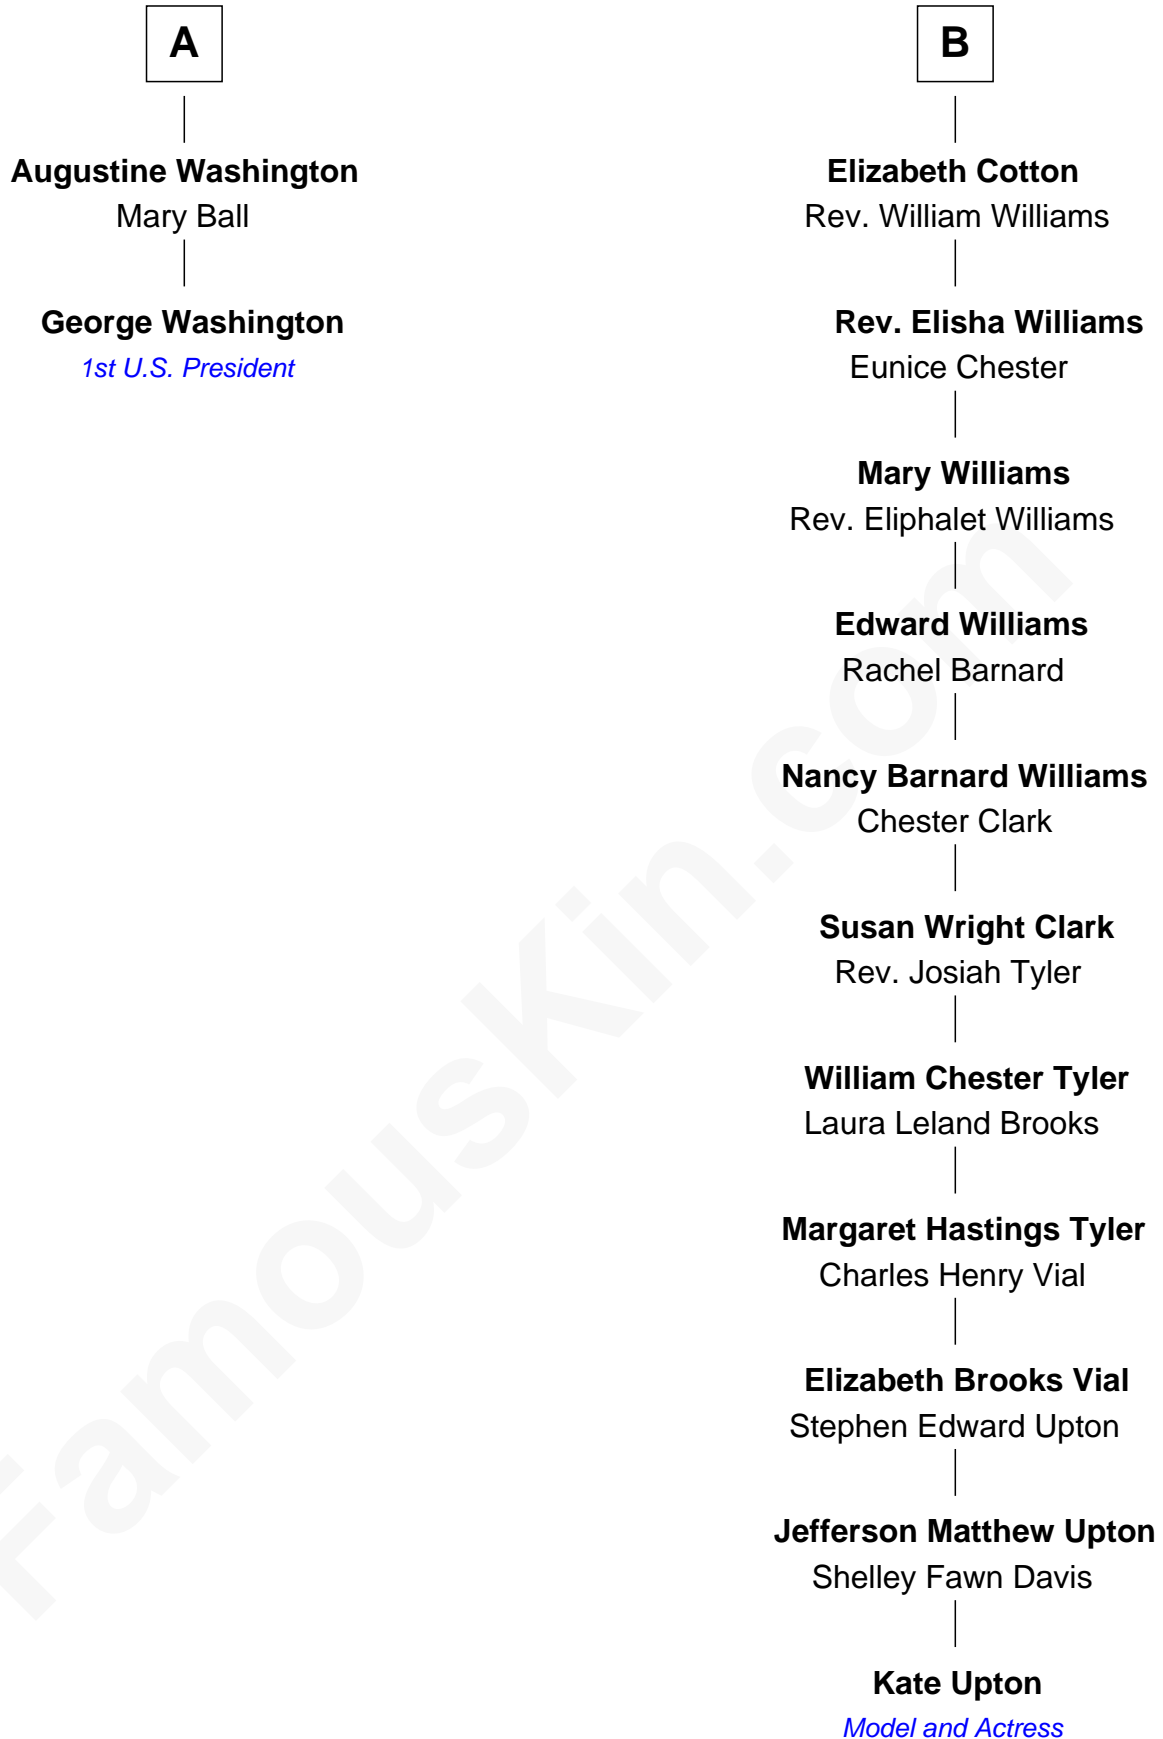 A
Augustine Washington
Mary Ball
George Washington
1st U.S. President
B
Elizabeth Cotton
Rev. William Williams
Rev. Elisha Williams
Eunice Chester
Mary Williams
Rev. Eliphalet Williams
Edward Williams
Rachel Barnard
Nancy Barnard Williams
Chester Clark
Susan Wright Clark
Rev. Josiah Tyler
William Chester Tyler
Laura Leland Brooks
Margaret Hastings Tyler
Charles Henry Vial
Elizabeth Brooks Vial
Stephen Edward Upton
Jefferson Matthew Upton
Shelley Fawn Davis
Kate Upton
Model and Actress
FamousKin.com